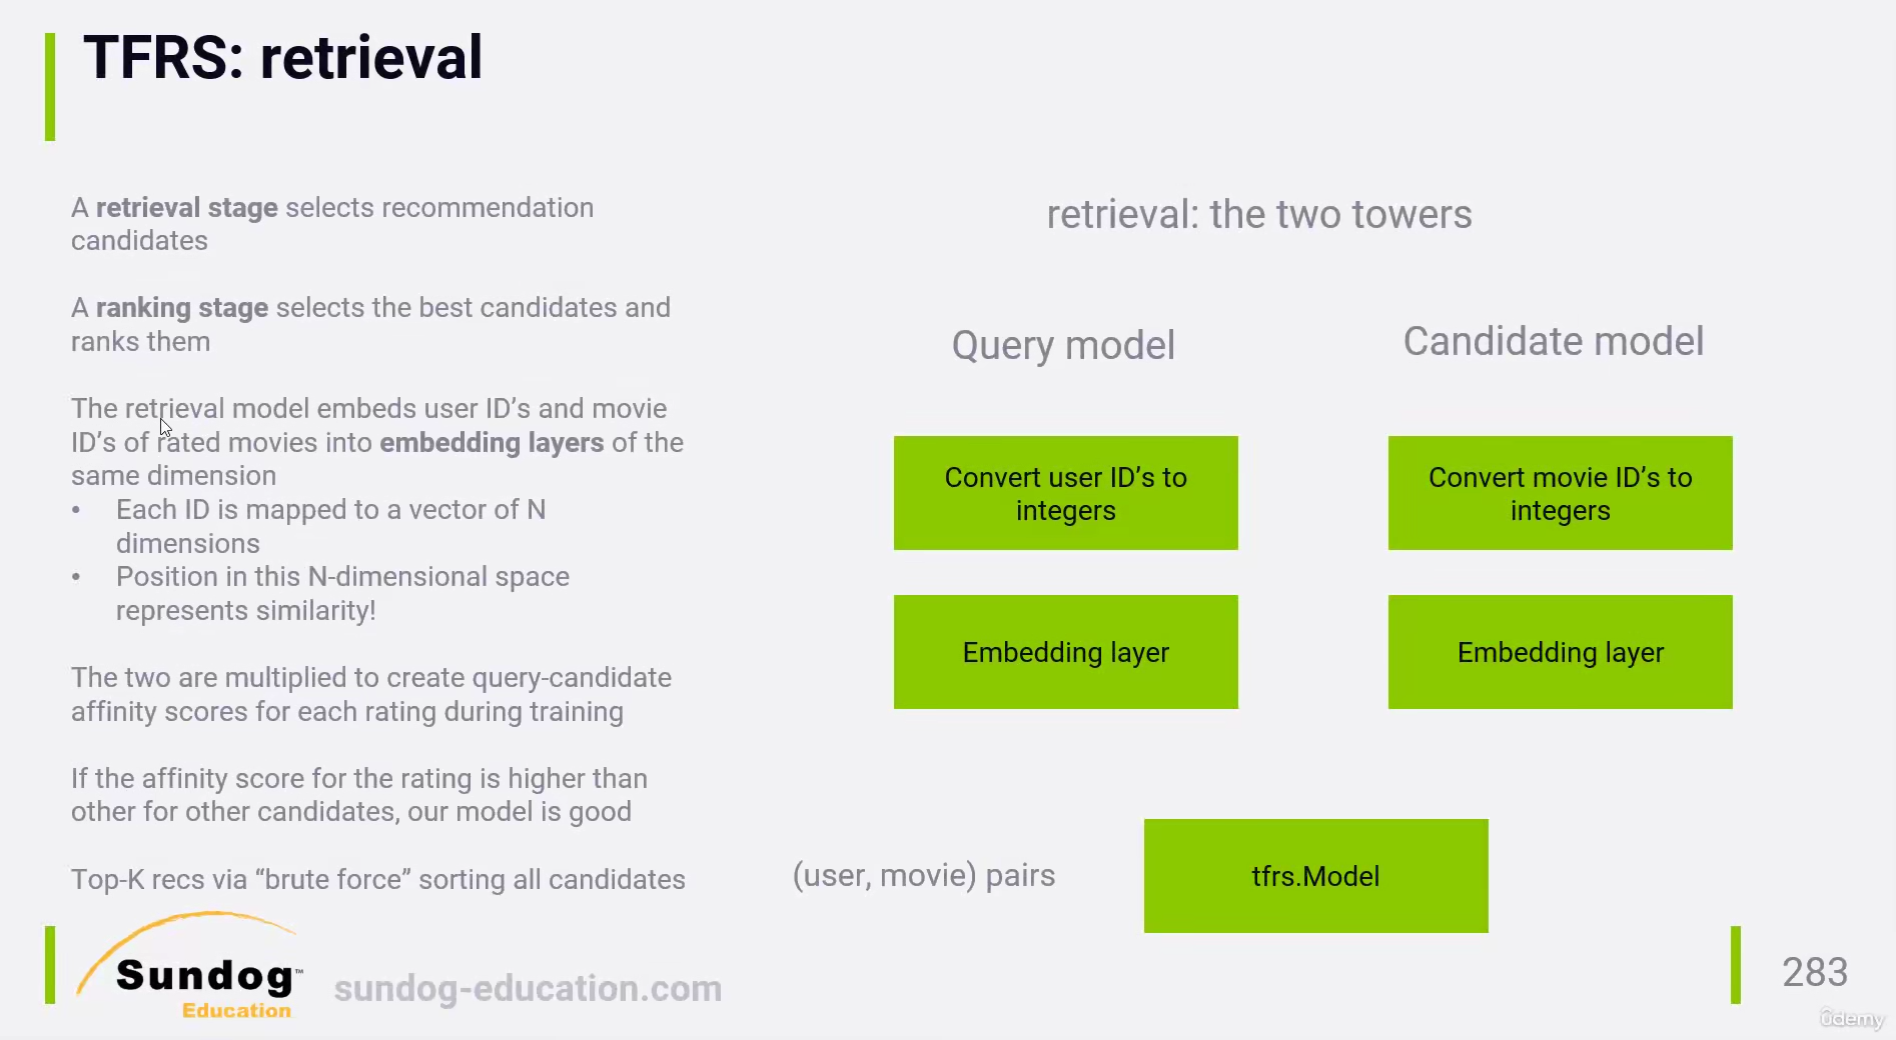 TFRS: retrieval
A retrieval stage selects recommendation
candidates
A ranking stage selects the best candidates and
ranks them
The retrieval model embeds user ID’s and movie
ID’s of rated movies into embedding layers of the
same dimension
• Each ID is mapped to a vector of N
dimensions
• Position in this N-dimensional space
represents similarity!
The two are multiplied to create query-candidate
affinity scores for each rating during training
If the affinity score for the rating is higher than
other for other candidates, our model is good
Top-K recs via “brute force” sorting all candidates
retrieval: the two towers
Query model
Candidate model
Convert user ID’s to
integers
Convert movie ID’s to
integers
Embedding layer
Embedding layer
(user, movie) pairs
tfrs.Model
Sundog™
Education
sundog-education.com
283
ûdemy